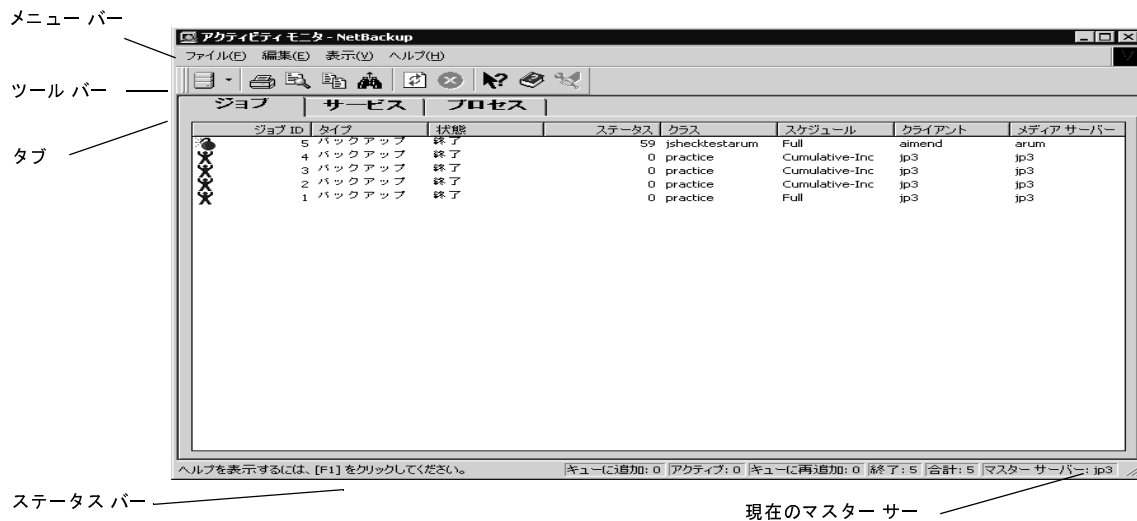 メニュー バー
アクティビティ モニタ - NetBackup
ファイル(F) 編集(E) 表示(V) ヘルプ(H)
ツール バー
ジョブ サービス プロセス
タブ
ジョブ ID タイプ 状態 ステータス クラス スケジュール クライアント メディア サーバー
5 バックアップ 終了 59 jshecktestarum Full aimend arum
4 バックアップ 終了 0 practice Cumulative-Inc jp3 jp3
3 バックアップ 終了 0 practice Cumulative-Inc jp3 jp3
2 バックアップ 終了 0 practice Cumulative-Inc jp3 jp3
1 バックアップ 終了 0 practice Full jp3 jp3
ヘルプを表示するには、[F1] をクリックしてください。 キューに追加: 0 アクティブ: 0 キューに再追加: 0 終了: 5 合計: 5 マスター サーバー: jp3
ステータス バー
現在のマスター サー